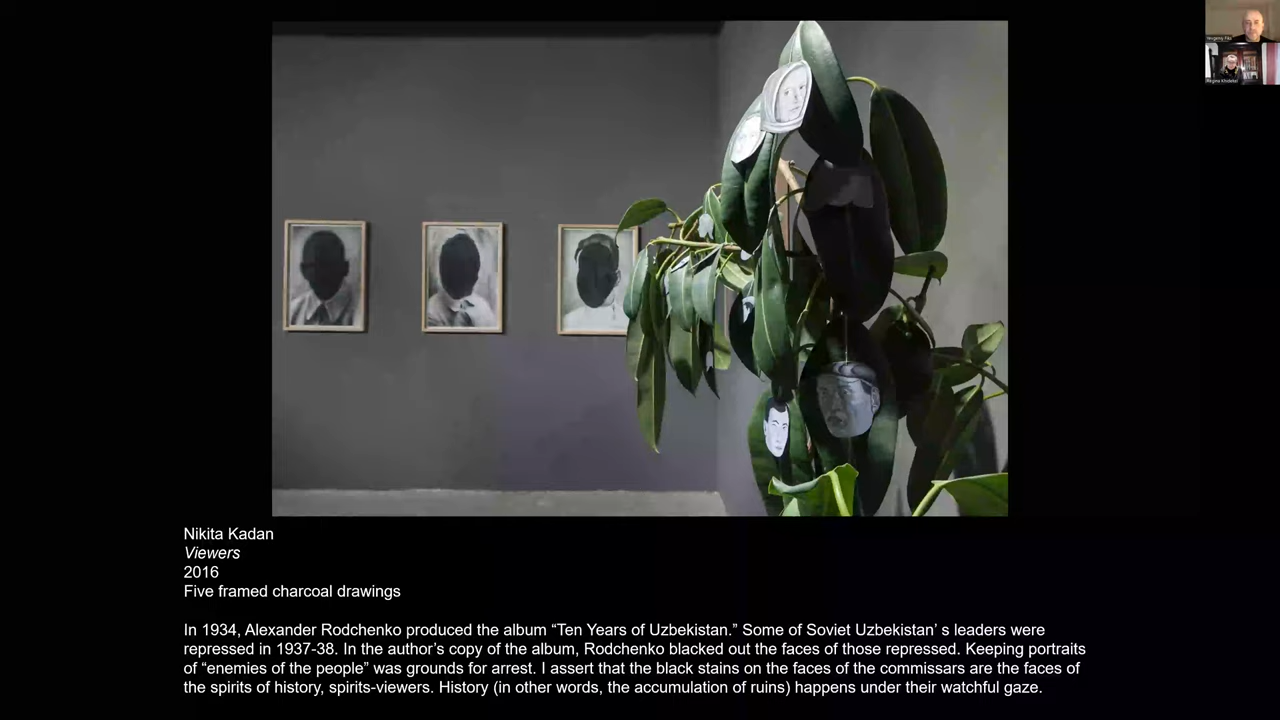 Nikita Kadan
Viewers
2016
Five framed charcoal drawings
In 1934, Alexander Rodchenko produced the album “Ten Years of Uzbekistan.” Some of Soviet Uzbekistan’ s leaders were
repressed in 1937-38. In the author’s copy of the album, Rodchenko blacked out the faces of those repressed. Keeping portraits
of “enemies of the people” was grounds for arrest. I assert that the black stains on the faces of the commissars are the faces of
the spirits of history, spirits-viewers. History (in other words, the accumulation of ruins) happens under their watchful gaze.